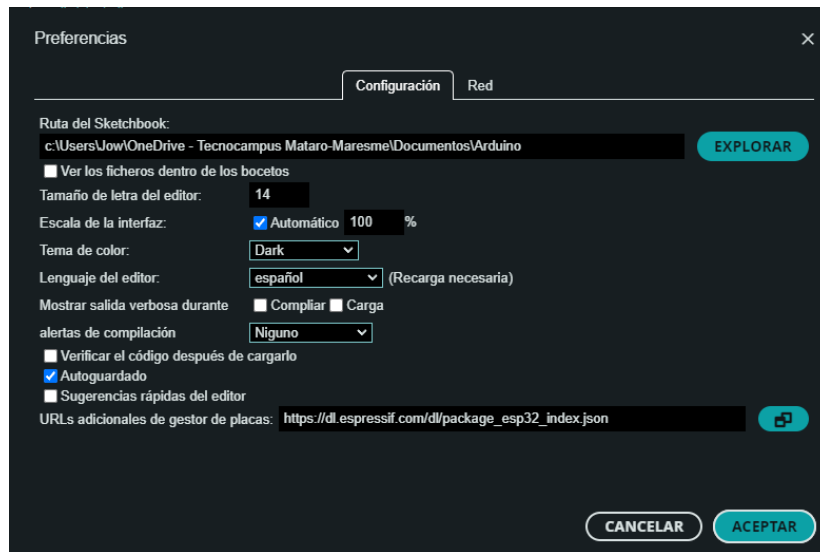 Preferencias
Configuración Red
Ruta del Sketchbook:
c:\Users\Jow\OneDrive - Tecnocampus Mataro-Maresme\Documentos\Arduino EXPLORAR
Ver los ficheros dentro de los bocetos
Tamaño de letra del editor: 14
Escala de la interfaz: Automático 100 %
Tema de color: Dark
Lenguaje del editor: español (Recarga necesaria)
Mostrar salida verbosa durante Compliar Carga
alertas de compilación Niguno
Verificar el código después de cargarlo
Autoguardado
Sugerencias rápidas del editor
URLs adicionales de gestor de placas: https://dl.espressif.com/dl/package_esp32_index.json
CANCELAR ACEPTAR